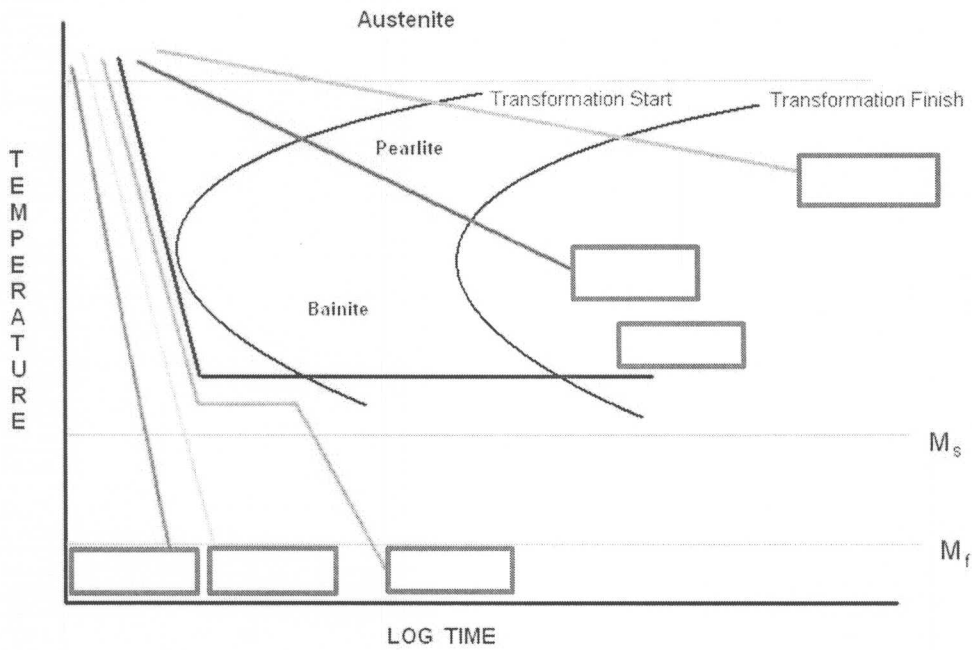 Austenite
Transformation Start
Transformation Finish
Pearlite
TEMPERATURE
Bainite
Ms
Mf
LOG TIME